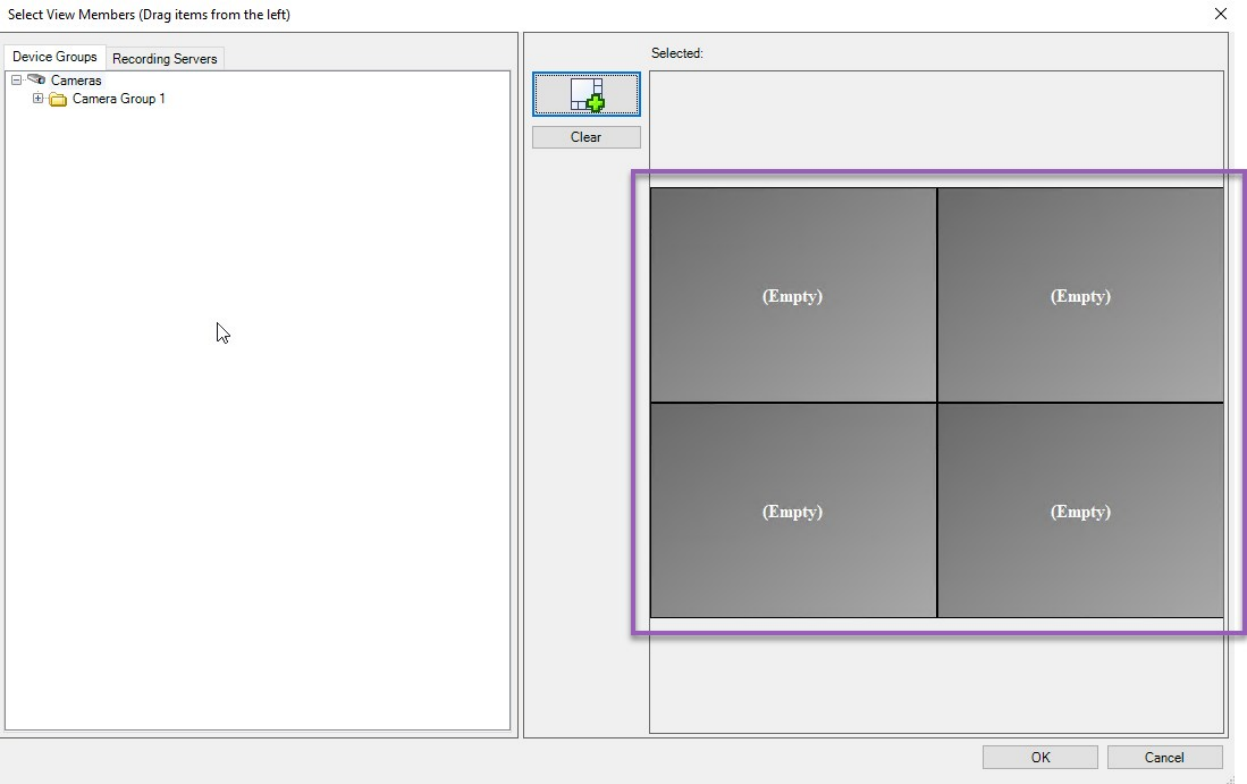 Select View Members (Drag items from the left)
Device Groups
Recording Servers
Cameras
Camera Group 1
Selected:
Clear
(Empty)
(Empty)
(Empty)
(Empty)
OK
Cancel